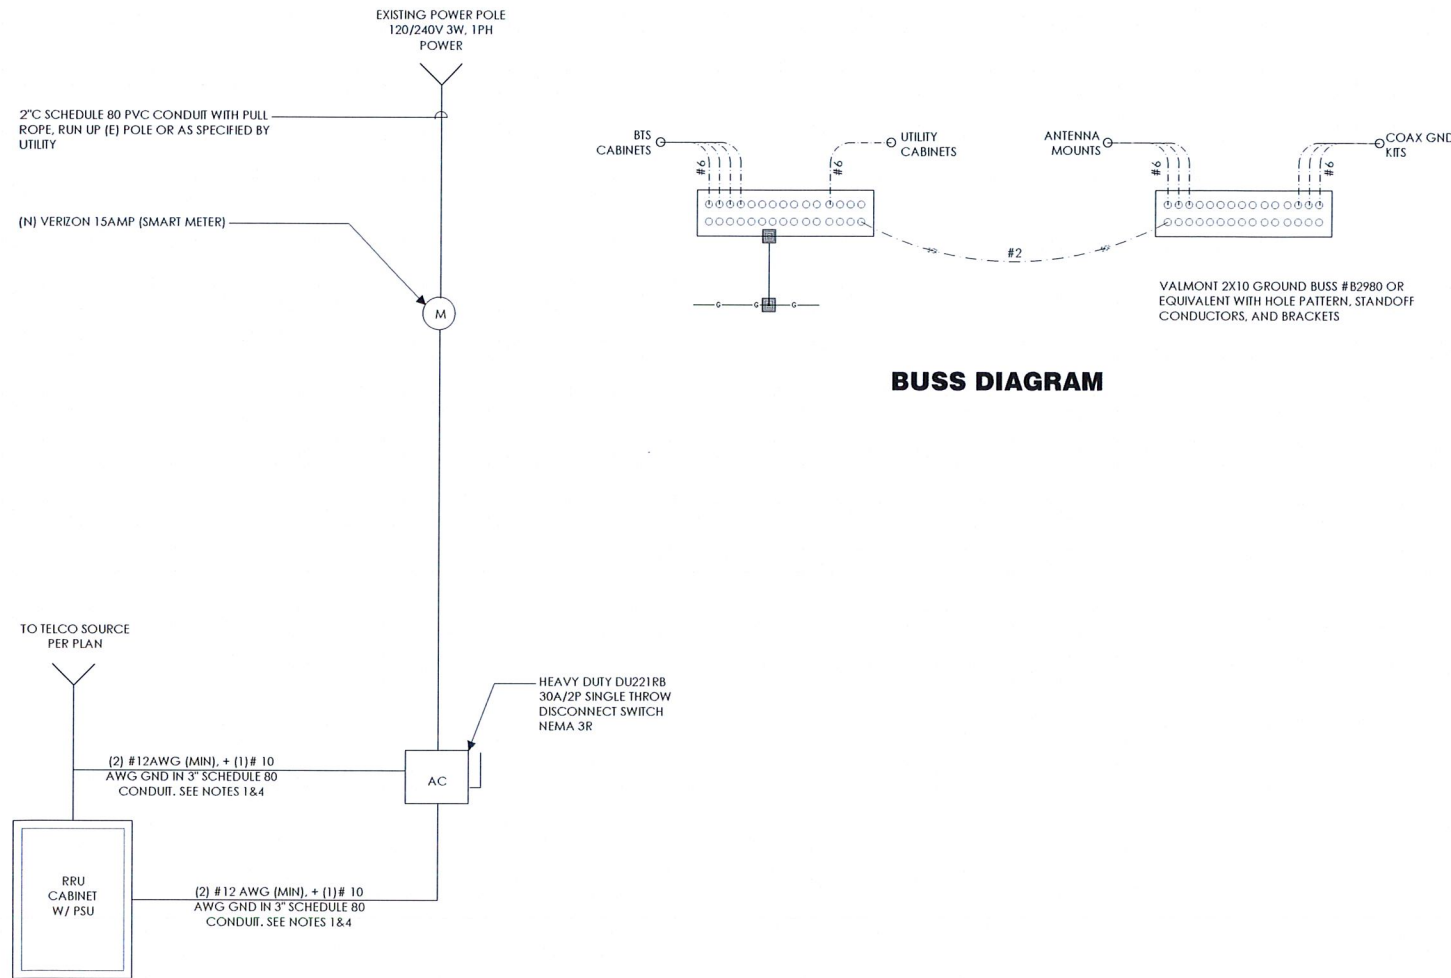 EXISTING POWER POLE
120/240V 3W, 1PH
POWER
2"C SCHEDULE 80 PVC CONDUIT WITH PULL
ROPE, RUN UP (E) POLE OR AS SPECIFIED BY
UTILITY
(N) VERIZON 15AMP (SMART METER)
M
TO TELCO SOURCE
PER PLAN
HEAVY DUTY DU221RB
30A/2P SINGLE THROW
DISCONNECT SWITCH
NEMA 3R
(2) #12AWG (MIN), + (1)# 10
AWG GND IN 3" SCHEDULE 80
CONDUIT. SEE NOTES 1&4
AC
RRU
CABINET
W/ PSU
(2) #12 AWG (MIN), + (1)# 10
AWG GND IN 3" SCHEDULE 80
CONDUIT. SEE NOTES 1&4
BTS
CABINETS
#6
#6
UTILITY
CABINETS
ANTENNA
MOUNTS
#6
#6
COAX GND
KITS
#2
G
G
G
VALMONT 2X10 GROUND BUSS #B2980 OR
EQUIVALENT WITH HOLE PATTERN, STANDOFF
CONDUCTORS, AND BRACKETS
BUSS DIAGRAM